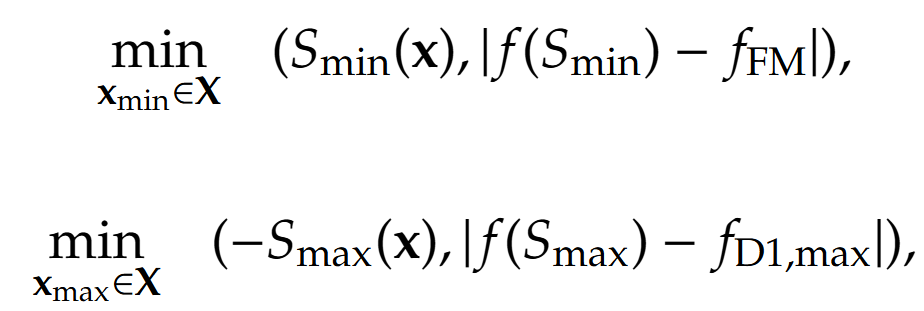 min (S_min(x), |f(S_min) − f_FM|),
x_min∈X
min (−S_max(x), |f(S_max) − f_D1,max|),
x_max∈X